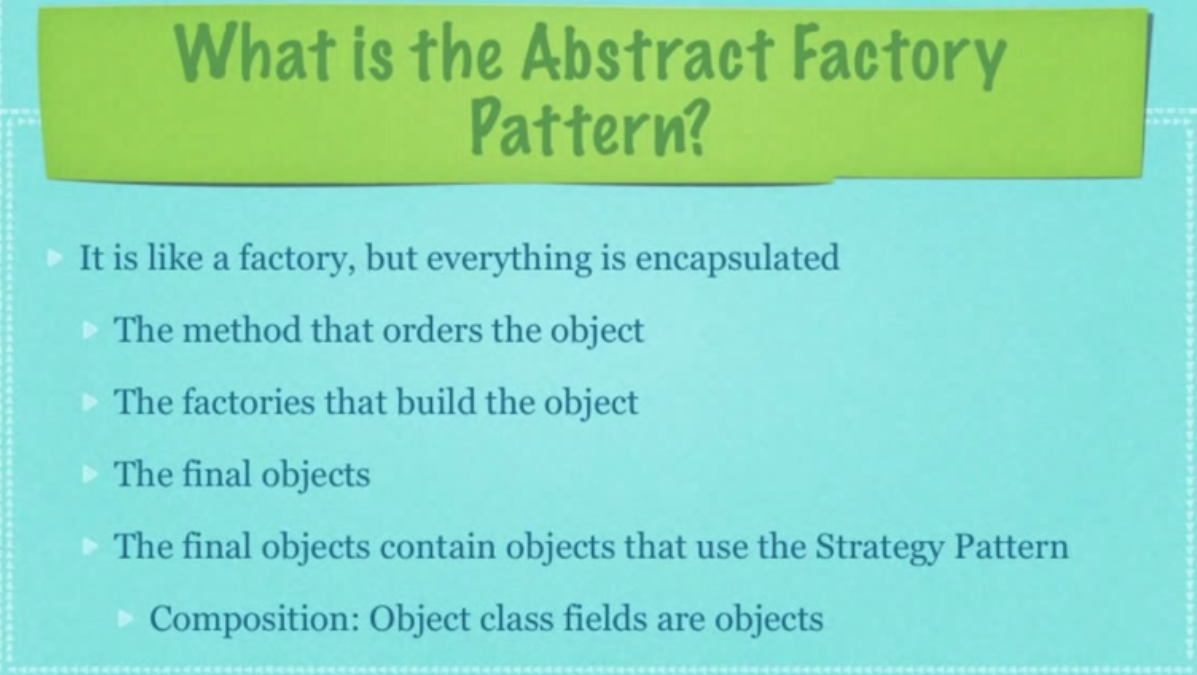 What is the Abstract Factory
Pattern?
It is like a factory, but everything is encapsulated
The method that orders the object
The factories that build the object
The final objects
The final objects contain objects that use the Strategy Pattern
Composition: Object class fields are objects